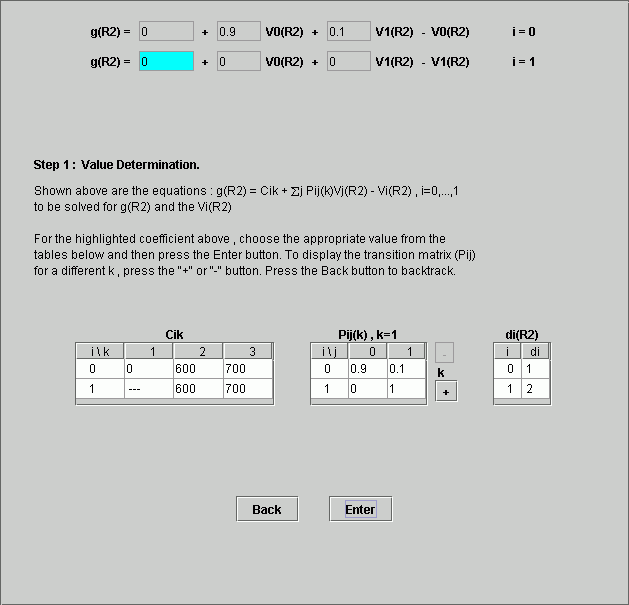 g(R2) = 0 + 0.9 V0(R2) + 0.1 V1(R2) - V0(R2) i = 0
g(R2) = 0 + 0 V0(R2) + 0 V1(R2) - V1(R2) i = 1
Step 1 : Value Determination.
Shown above are the equations : g(R2) = Cik + Σj Pij(k)Vj(R2) - Vi(R2) , i=0,...,1
to be solved for g(R2) and the Vi(R2)
For the highlighted coefficient above , choose the appropriate value from the
tables below and then press the Enter button. To display the transition matrix (Pij)
for a different k , press the "+" or "-" button. Press the Back button to backtrack.
Cik Pij(k) , k=1 di(R2)
i \ k 1 2 3 i \ j 0 1 - i di
0 0 600 700 0 0.9 0.1 k 0 1
1 --- 600 700 1 0 1 + 1 2
Back Enter